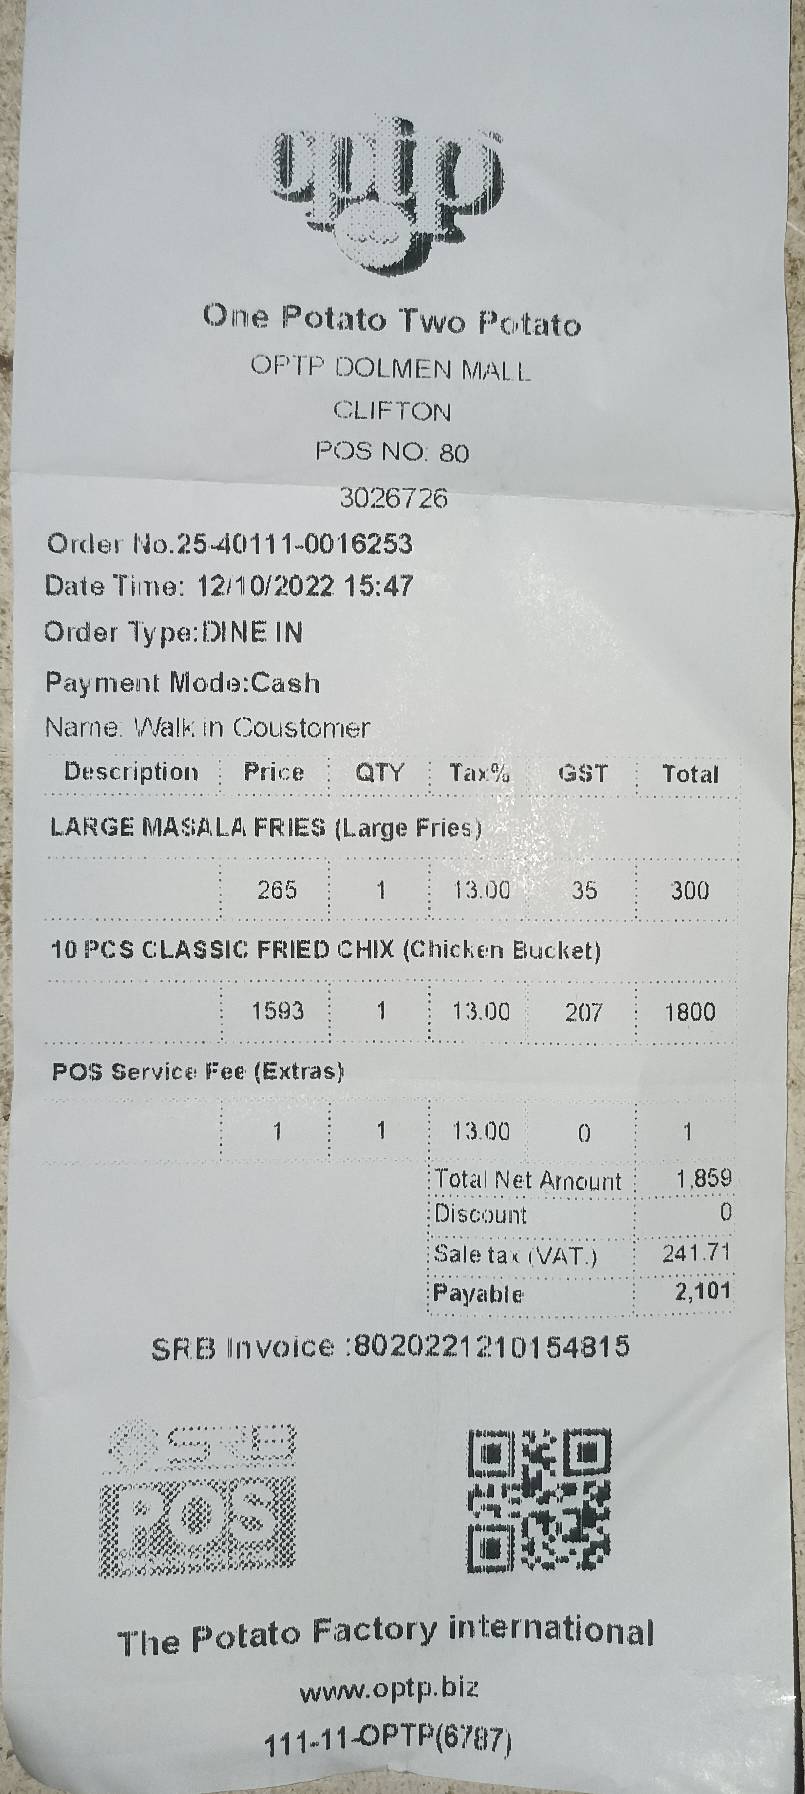 optp
One Potato Two Potato
OPTP DOLMEN MALL
CLIFTON
POS NO: 80
3026726
Order No.25-40111-0016253
Date Time: 12/10/2022 15:47
Order Type:DINE IN
Payment Mode:Cash
Name: Walk in Coustomer
Description Price QTY Tax% GST Total
LARGE MASALA FRIES (Large Fries)
265 1 13.00 35 300
10 PCS CLASSIC FRIED CHIX (Chicken Bucket)
1593 1 13.00 207 1800
POS Service Fee (Extras)
1 1 13.00 0 1
Total Net Amount 1,859
Discount 0
Sale tax (VAT.) 241.71
Payable 2,101
SRB Invoice :8020221210154815
SRB
POS
The Potato Factory international
www.optp.biz
111-11-OPTP(6787)